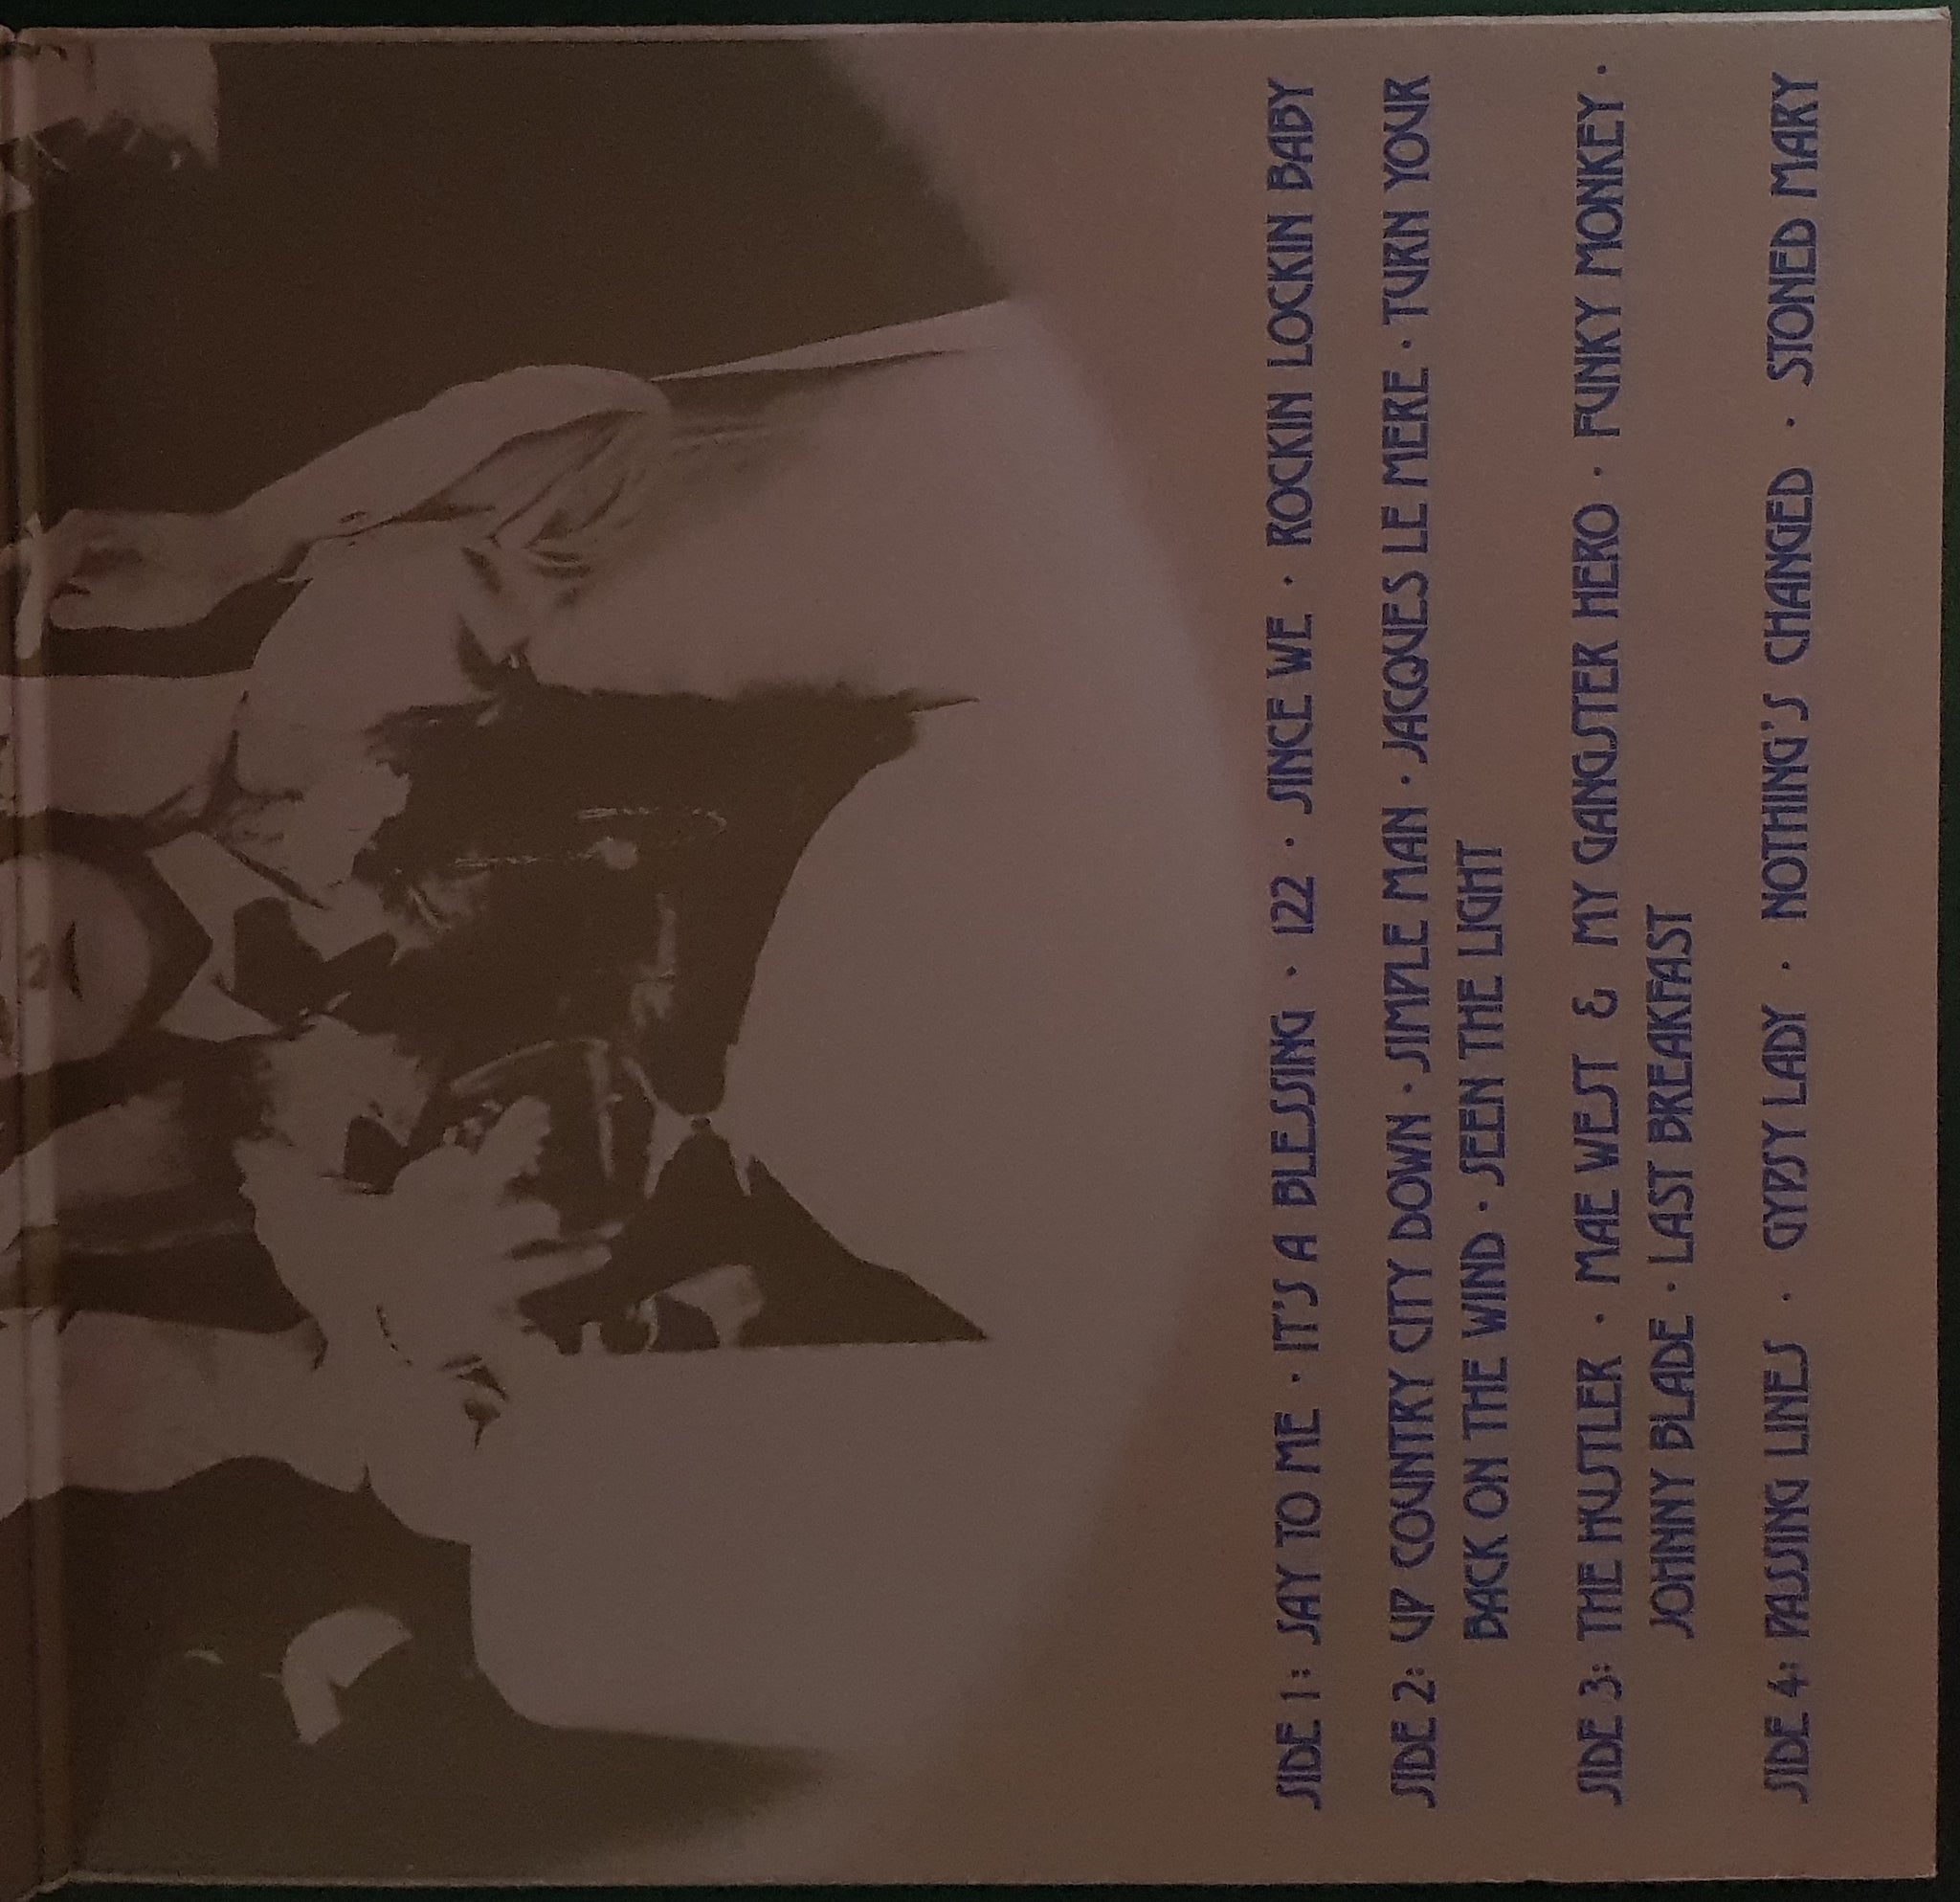 SIDE 1: SAY TO ME · IT'S A BLESSING · 122 · SINCE WE · ROCKIN LOCKIN BABY
SIDE 2: UP COUNTRY CITY DOWN · SIMPLE MAN · JACQUES LE MERE · TURN YOUR
BACK ON THE WIND · SEEN THE LIGHT
SIDE 3: THE HUSTLER · MAE WEST & MY GANGSTER HERO · FUNKY MONKEY ·
JOHNNY BLADE · LAST BREAKFAST
SIDE 4: PASSING LINES · GYPSY LADY · NOTHING'S CHANGED · STONED MARY